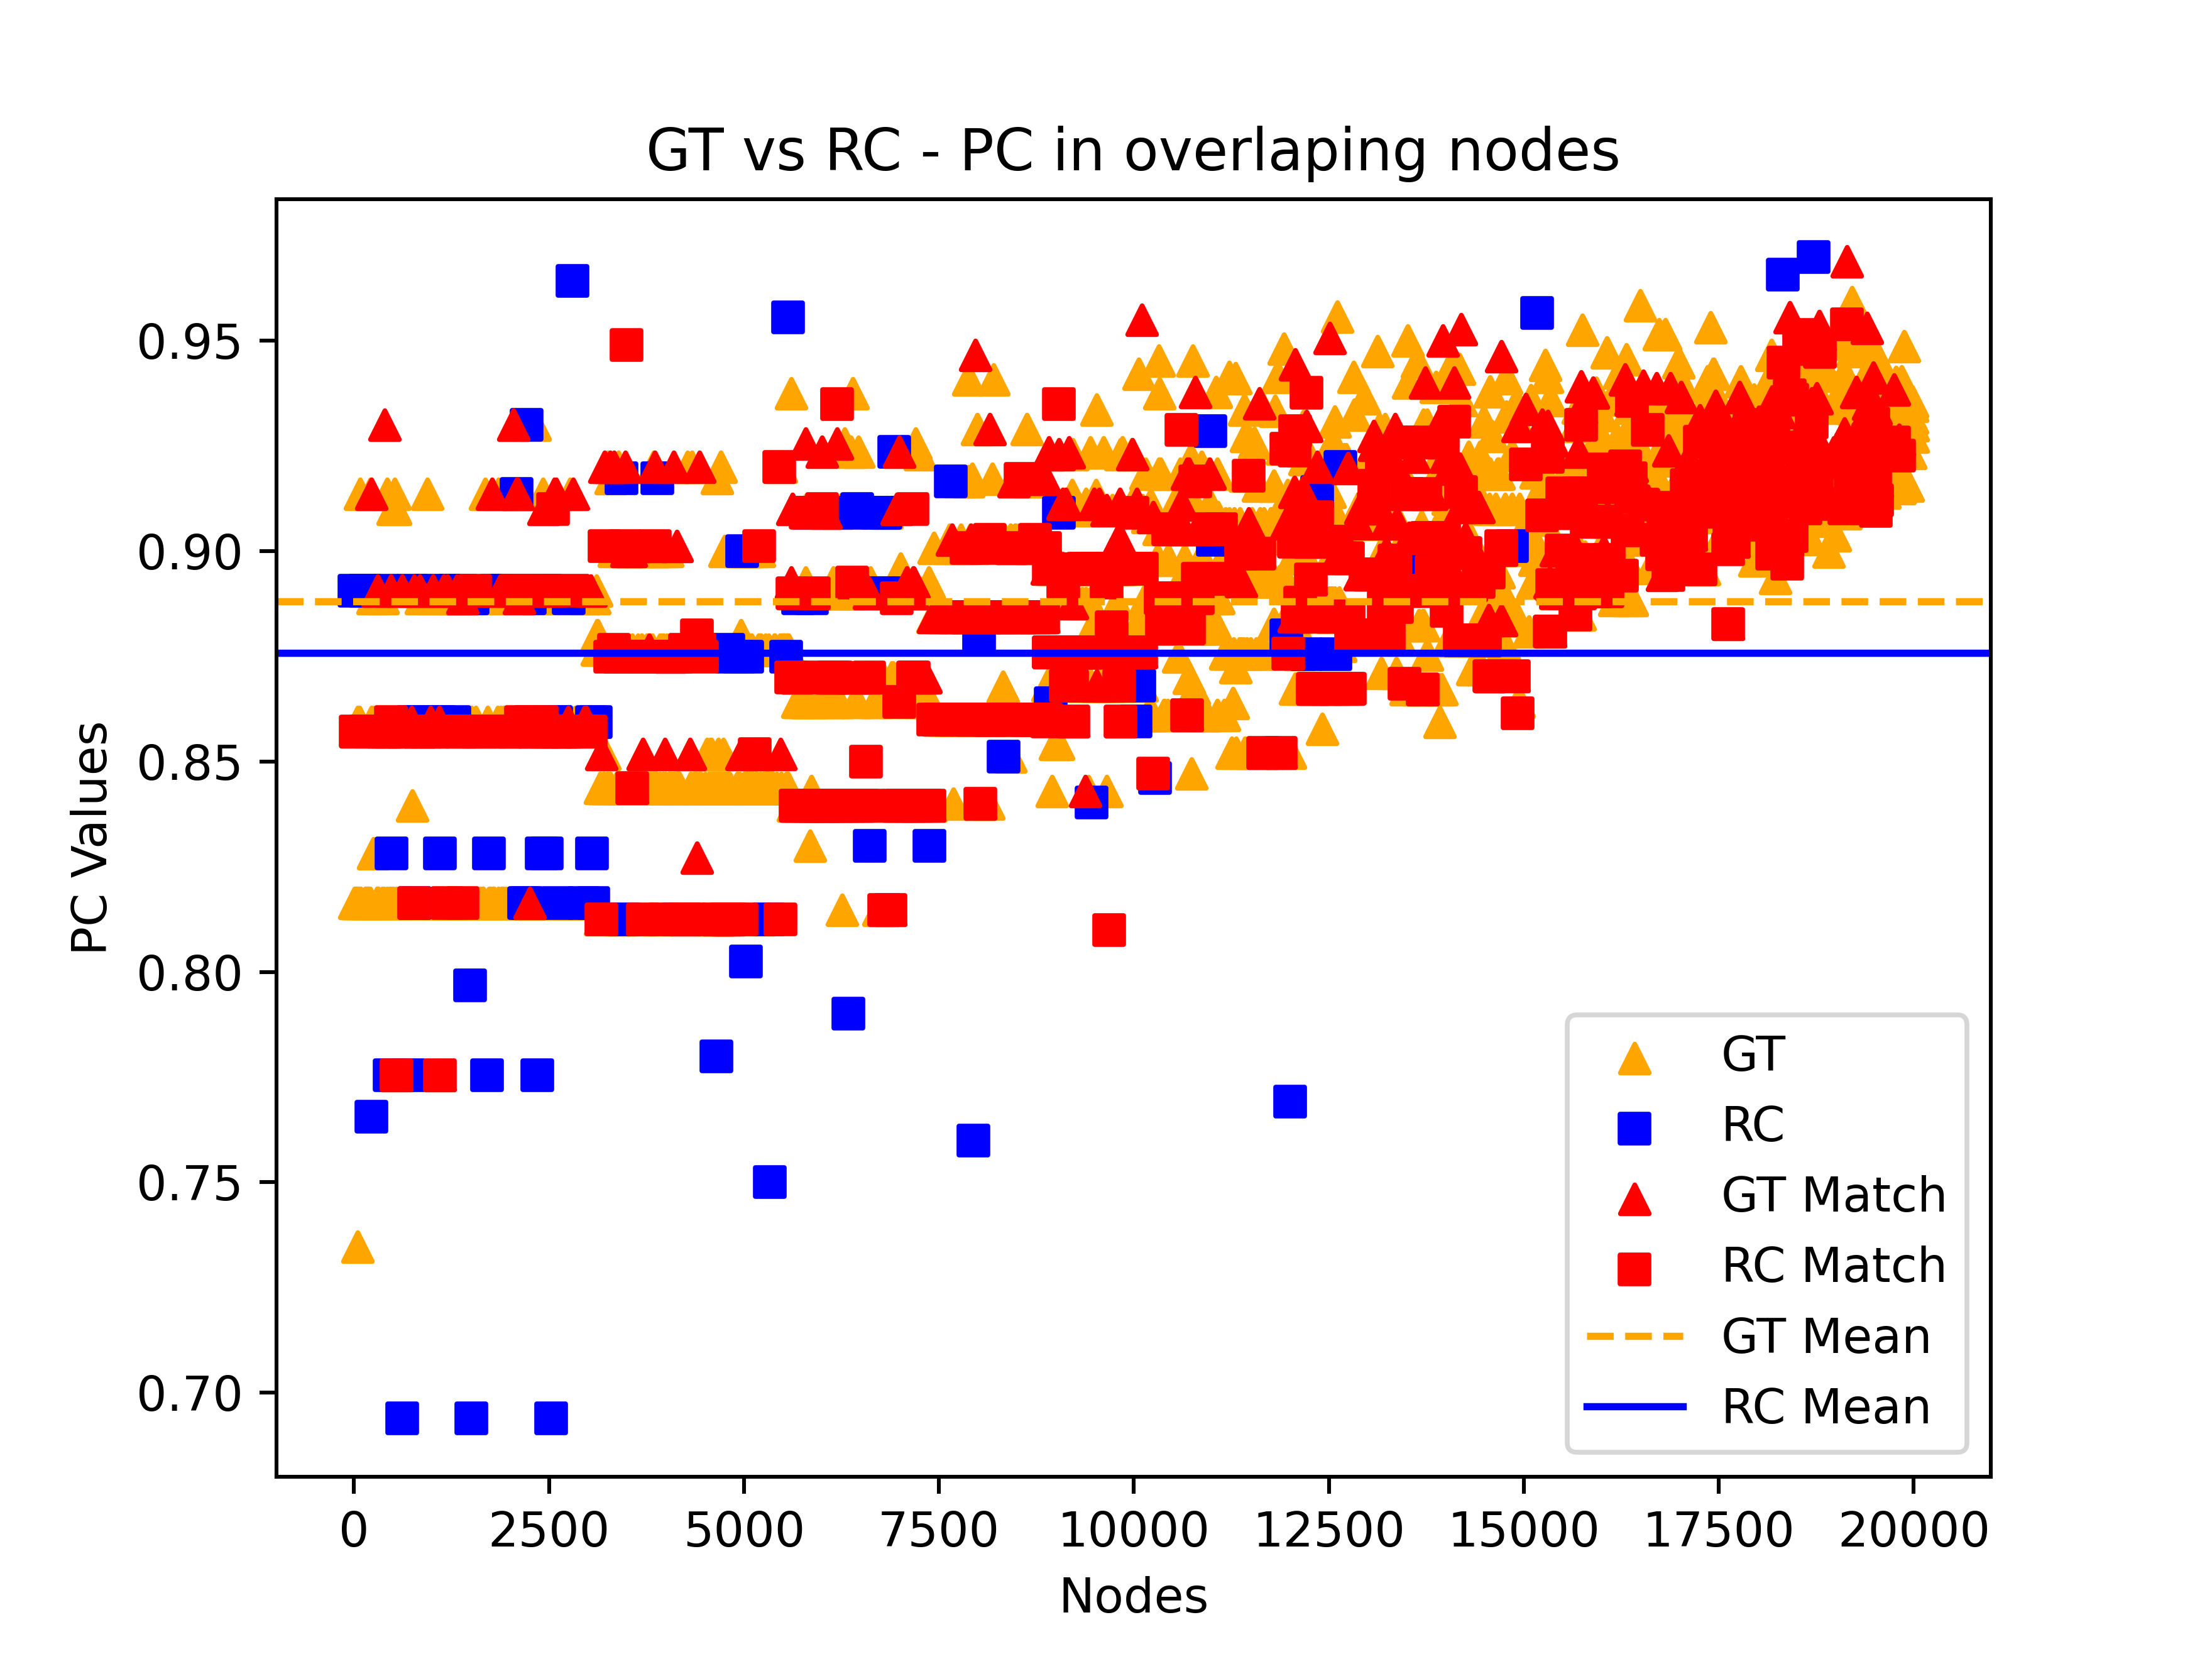 GT vs RC - PC in overlaping nodes
PC Values
0.95
0.90
0.85
0.80
0.75
0.70
0
2500
5000
7500
10000
12500
15000
17500
20000
Nodes
GT
RC
GT Match
RC Match
GT Mean
RC Mean